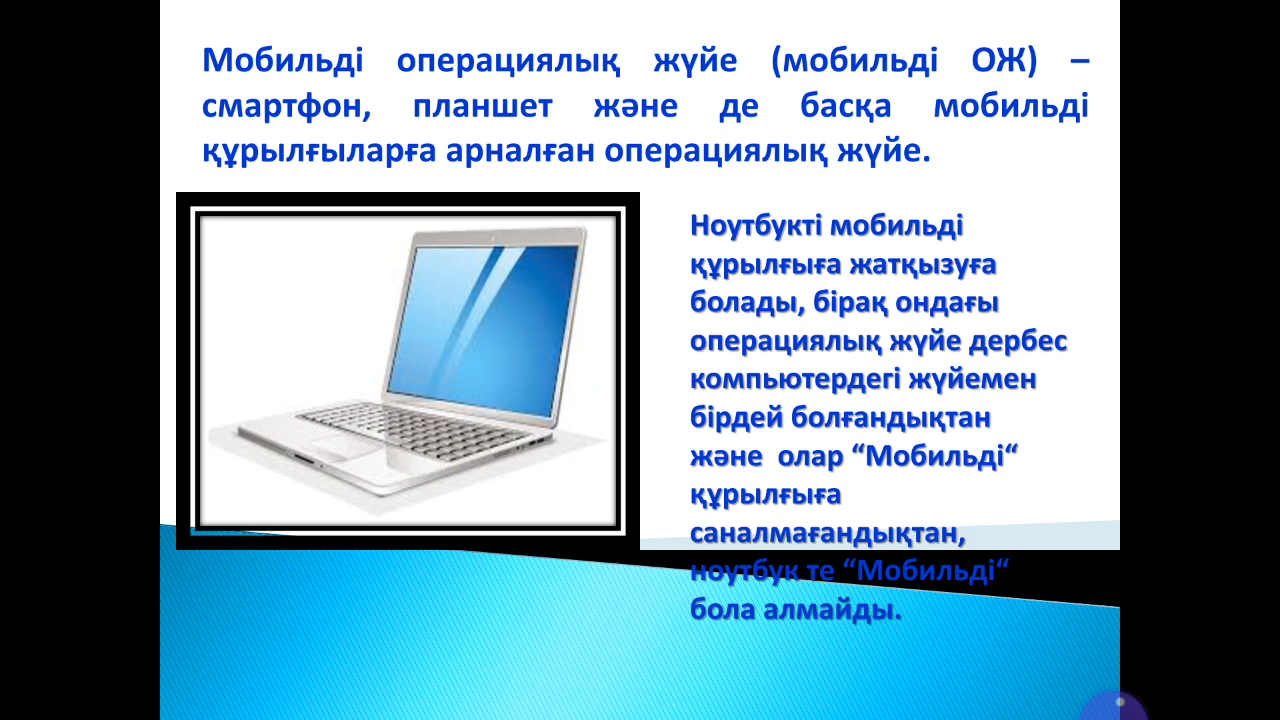 Мобильді операциялық жүйе (мобильді ОЖ) –
смартфон, планшет және де басқа мобильді
құрылғыларға арналған операциялық жүйе.
Ноутбукті мобильді
құрылғыға жатқызуға
болады, бірақ ондағы
операциялық жүйе дербес
компьютердегі жүйемен
бірдей болғандықтан
және олар “Мобильді“
құрылғыға
саналмағандықтан,
ноутбук те “Мобильді“
бола алмайды.